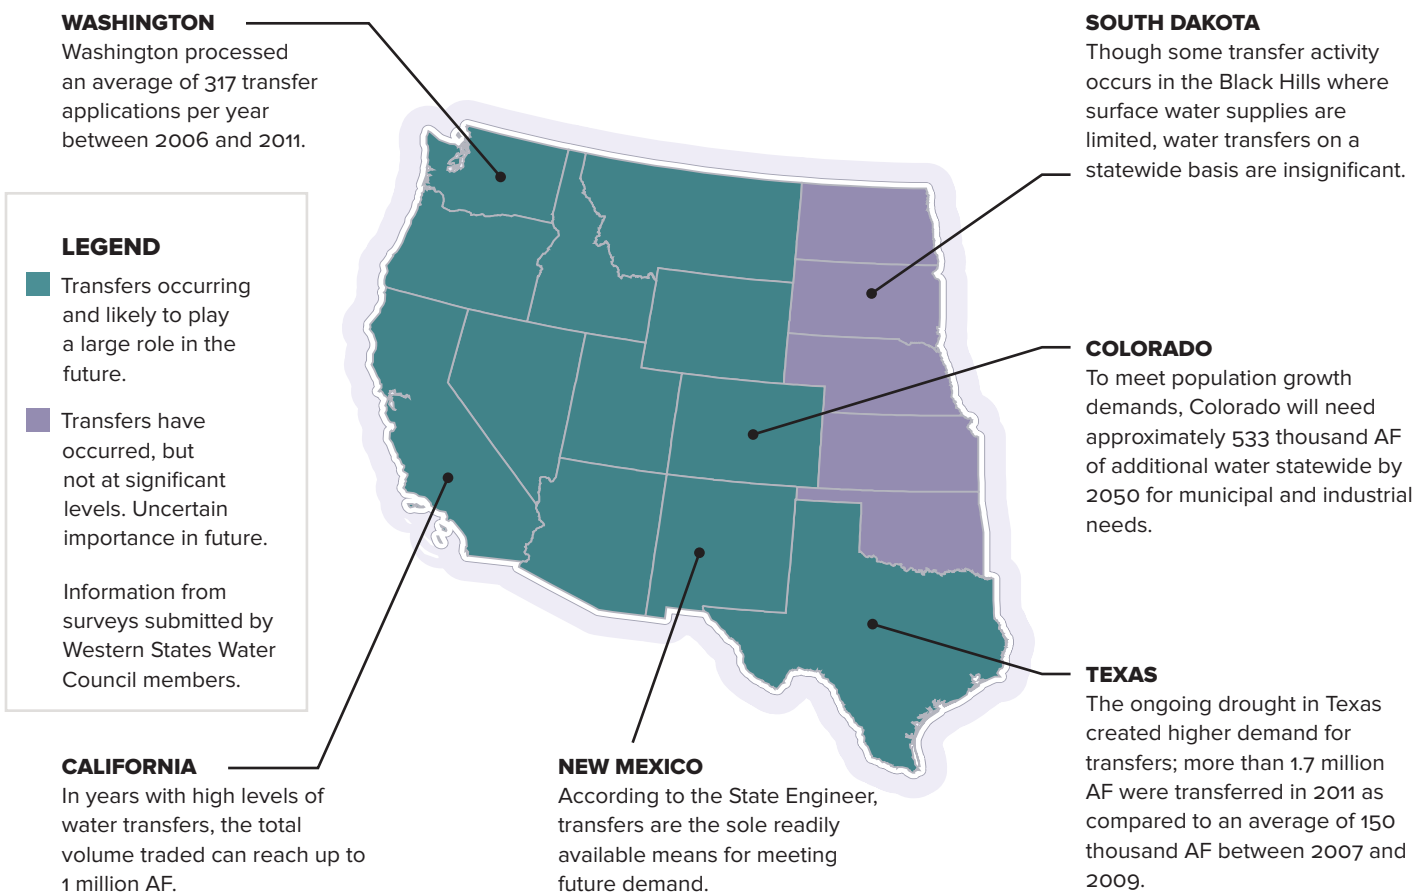 WASHINGTON
Washington processed
an average of 317 transfer
applications per year
between 2006 and 2011.
SOUTH DAKOTA
Though some transfer activity
occurs in the Black Hills where
surface water supplies are
limited, water transfers on a
statewide basis are insignificant.
LEGEND
Transfers occurring
and likely to play
a large role in the
future.
Transfers have
occurred, but
not at significant
levels. Uncertain
importance in future.
Information from
surveys submitted by
Western States Water
Council members.
COLORADO
To meet population growth
demands, Colorado will need
approximately 533 thousand AF
of additional water statewide by
2050 for municipal and industrial
needs.
CALIFORNIA
In years with high levels of
water transfers, the total
volume traded can reach up to
1 million AF.
NEW MEXICO
According to the State Engineer,
transfers are the sole readily
available means for meeting
future demand.
TEXAS
The ongoing drought in Texas
created higher demand for
transfers; more than 1.7 million
AF were transferred in 2011 as
compared to an average of 150
thousand AF between 2007 and
2009.